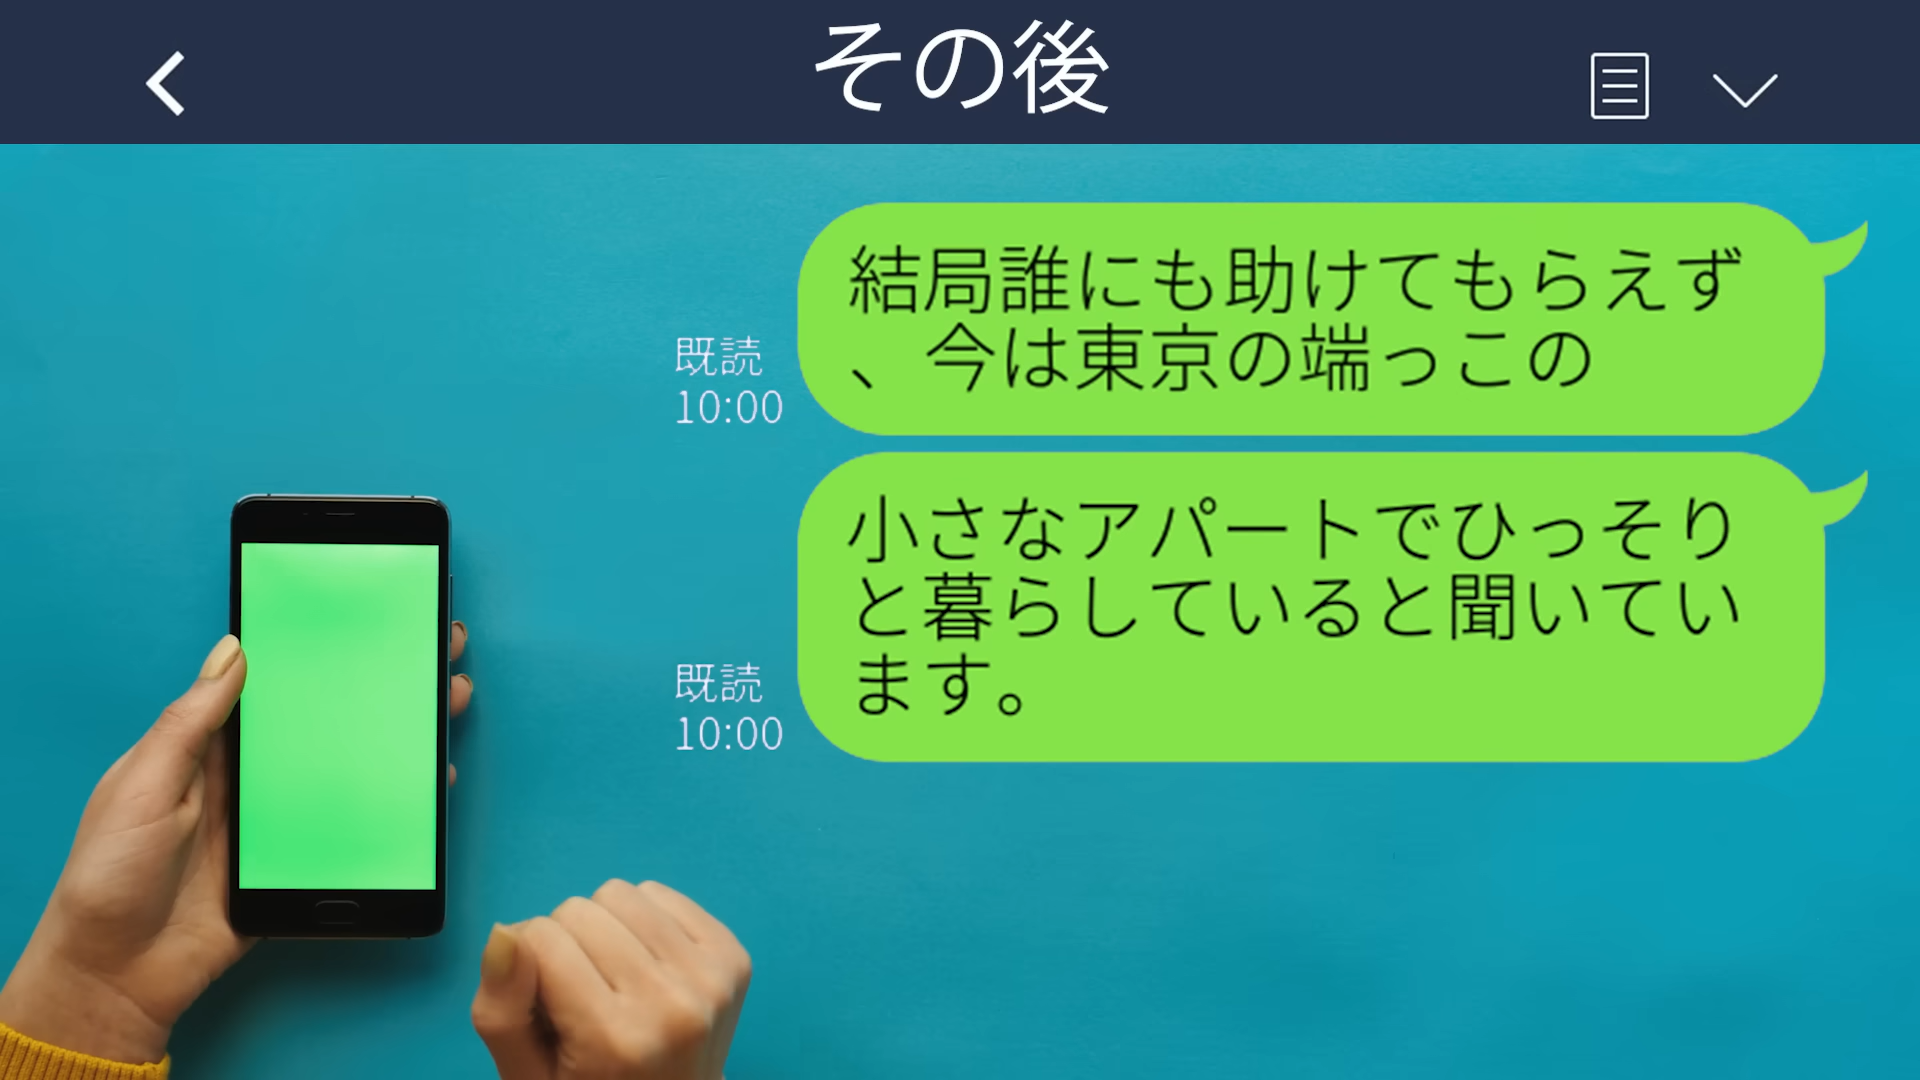 その後
結局誰にも助けてもらえず
、今は東京の端っこの
既読
10:00
小さなアパートでひっそり
と暮らしていると聞いてい
ます。
既読
10:00